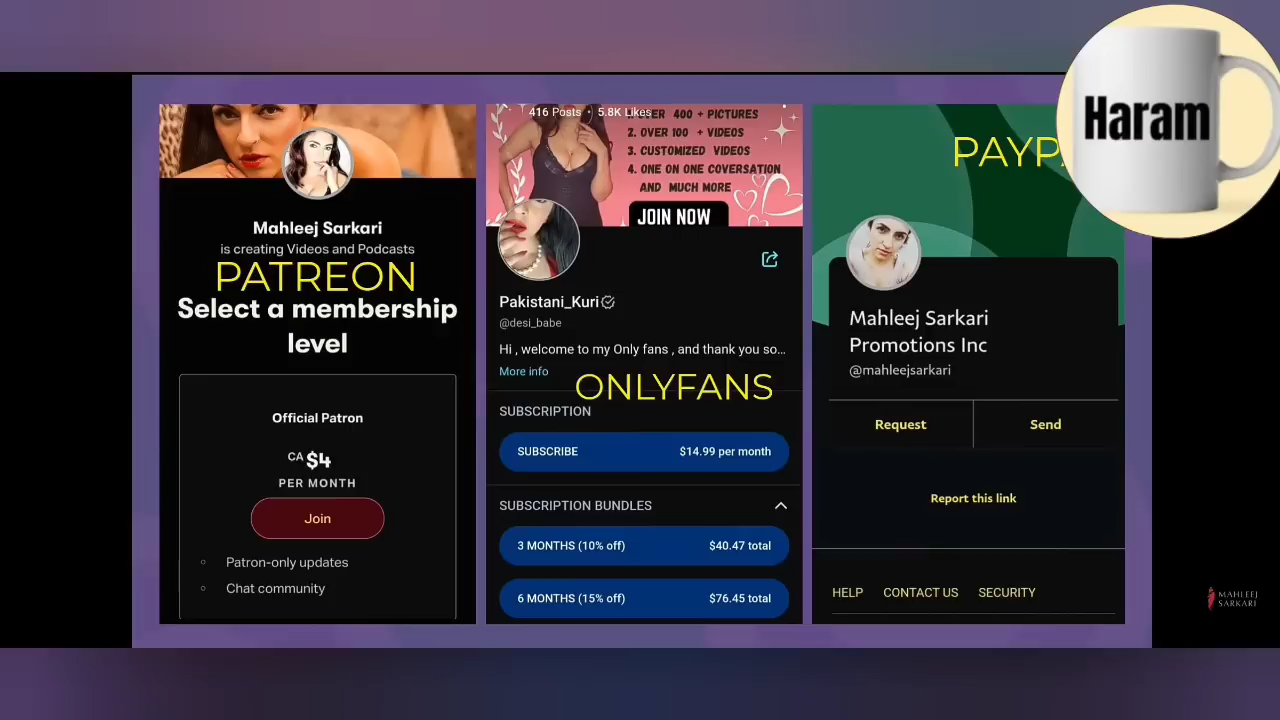 Haram
Mahleej Sarkari
is creating Videos and Podcasts
PATREON
Select a membership
level
Official Patron
CA $4
PER MONTH
Join
Patron-only updates
Chat community
416 Posts • 5.8K Likes
400 + PICTURES
2. OVER 100 + VIDEOS
3. CUSTOMIZED VIDEOS
4. ONE ON ONE COVERSATION
AND MUCH MORE
JOIN NOW
Pakistani_Kuri
@desi_babe
Hi , welcome to my Only fans , and thank you so...
More info
ONLYFANS
SUBSCRIPTION
SUBSCRIBE $14.99 per month
SUBSCRIPTION BUNDLES
3 MONTHS (10% off) $40.47 total
6 MONTHS (15% off) $76.45 total
PAYP
Mahleej Sarkari
Promotions Inc
@mahleejsarkari
Request Send
Report this link
HELP CONTACT US SECURITY
MAHLEEJ
SARKARI